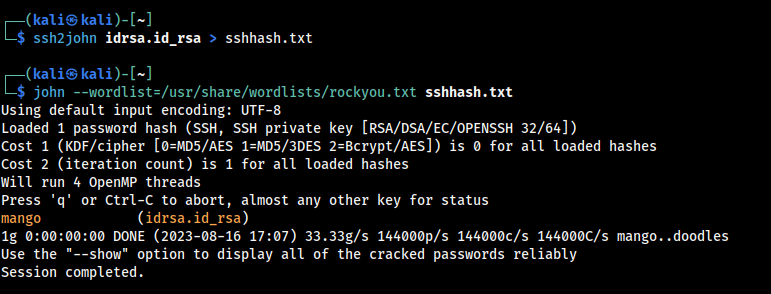 ┌──(kali㉿kali)-[~]
└─$ ssh2john idrsa.id_rsa > sshhash.txt
┌──(kali㉿kali)-[~]
└─$ john --wordlist=/usr/share/wordlists/rockyou.txt sshhash.txt
Using default input encoding: UTF-8
Loaded 1 password hash (SSH, SSH private key [RSA/DSA/EC/OPENSSH 32/64])
Cost 1 (KDF/cipher [0=MD5/AES 1=MD5/3DES 2=Bcrypt/AES]) is 0 for all loaded hashes
Cost 2 (iteration count) is 1 for all loaded hashes
Will run 4 OpenMP threads
Press 'q' or Ctrl-C to abort, almost any other key for status
mango            (idrsa.id_rsa)
1g 0:00:00:00 DONE (2023-08-16 17:07) 33.33g/s 144000p/s 144000c/s 144000C/s mango..doodles
Use the "--show" option to display all of the cracked passwords reliably
Session completed.